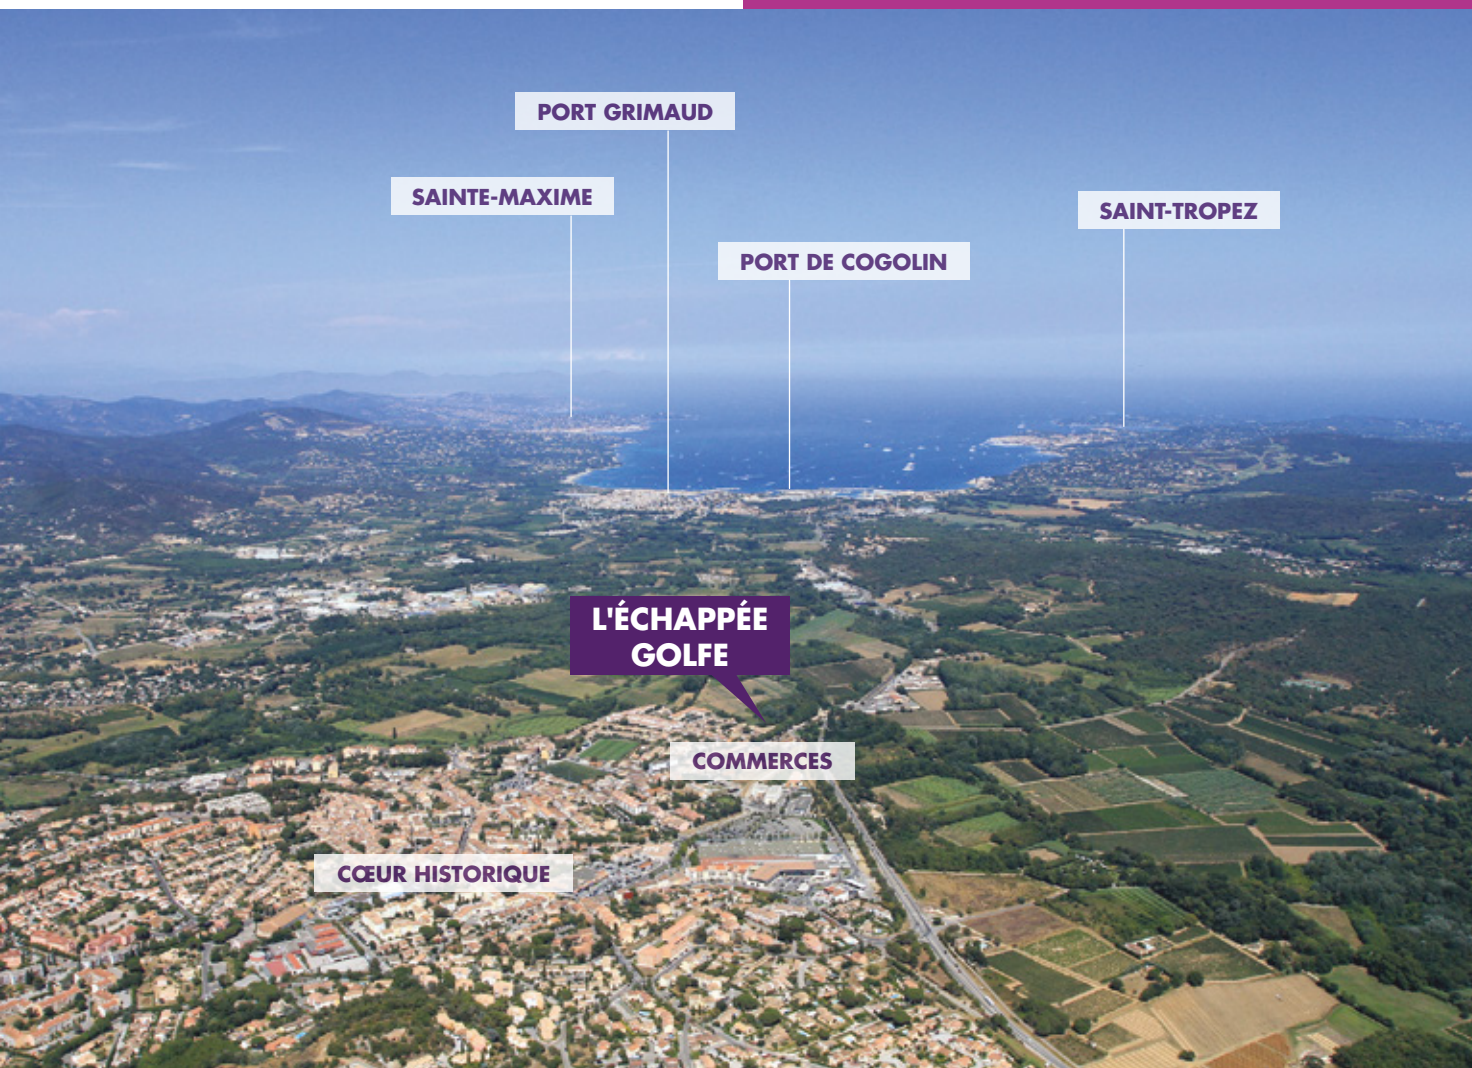 PORT GRIMAUD
SAINTE-MAXIME
SAINT-TROPEZ
PORT DE COGOLIN
L'ÉCHAPPÉE
GOLFE
COMMERCES
CŒUR HISTORIQUE